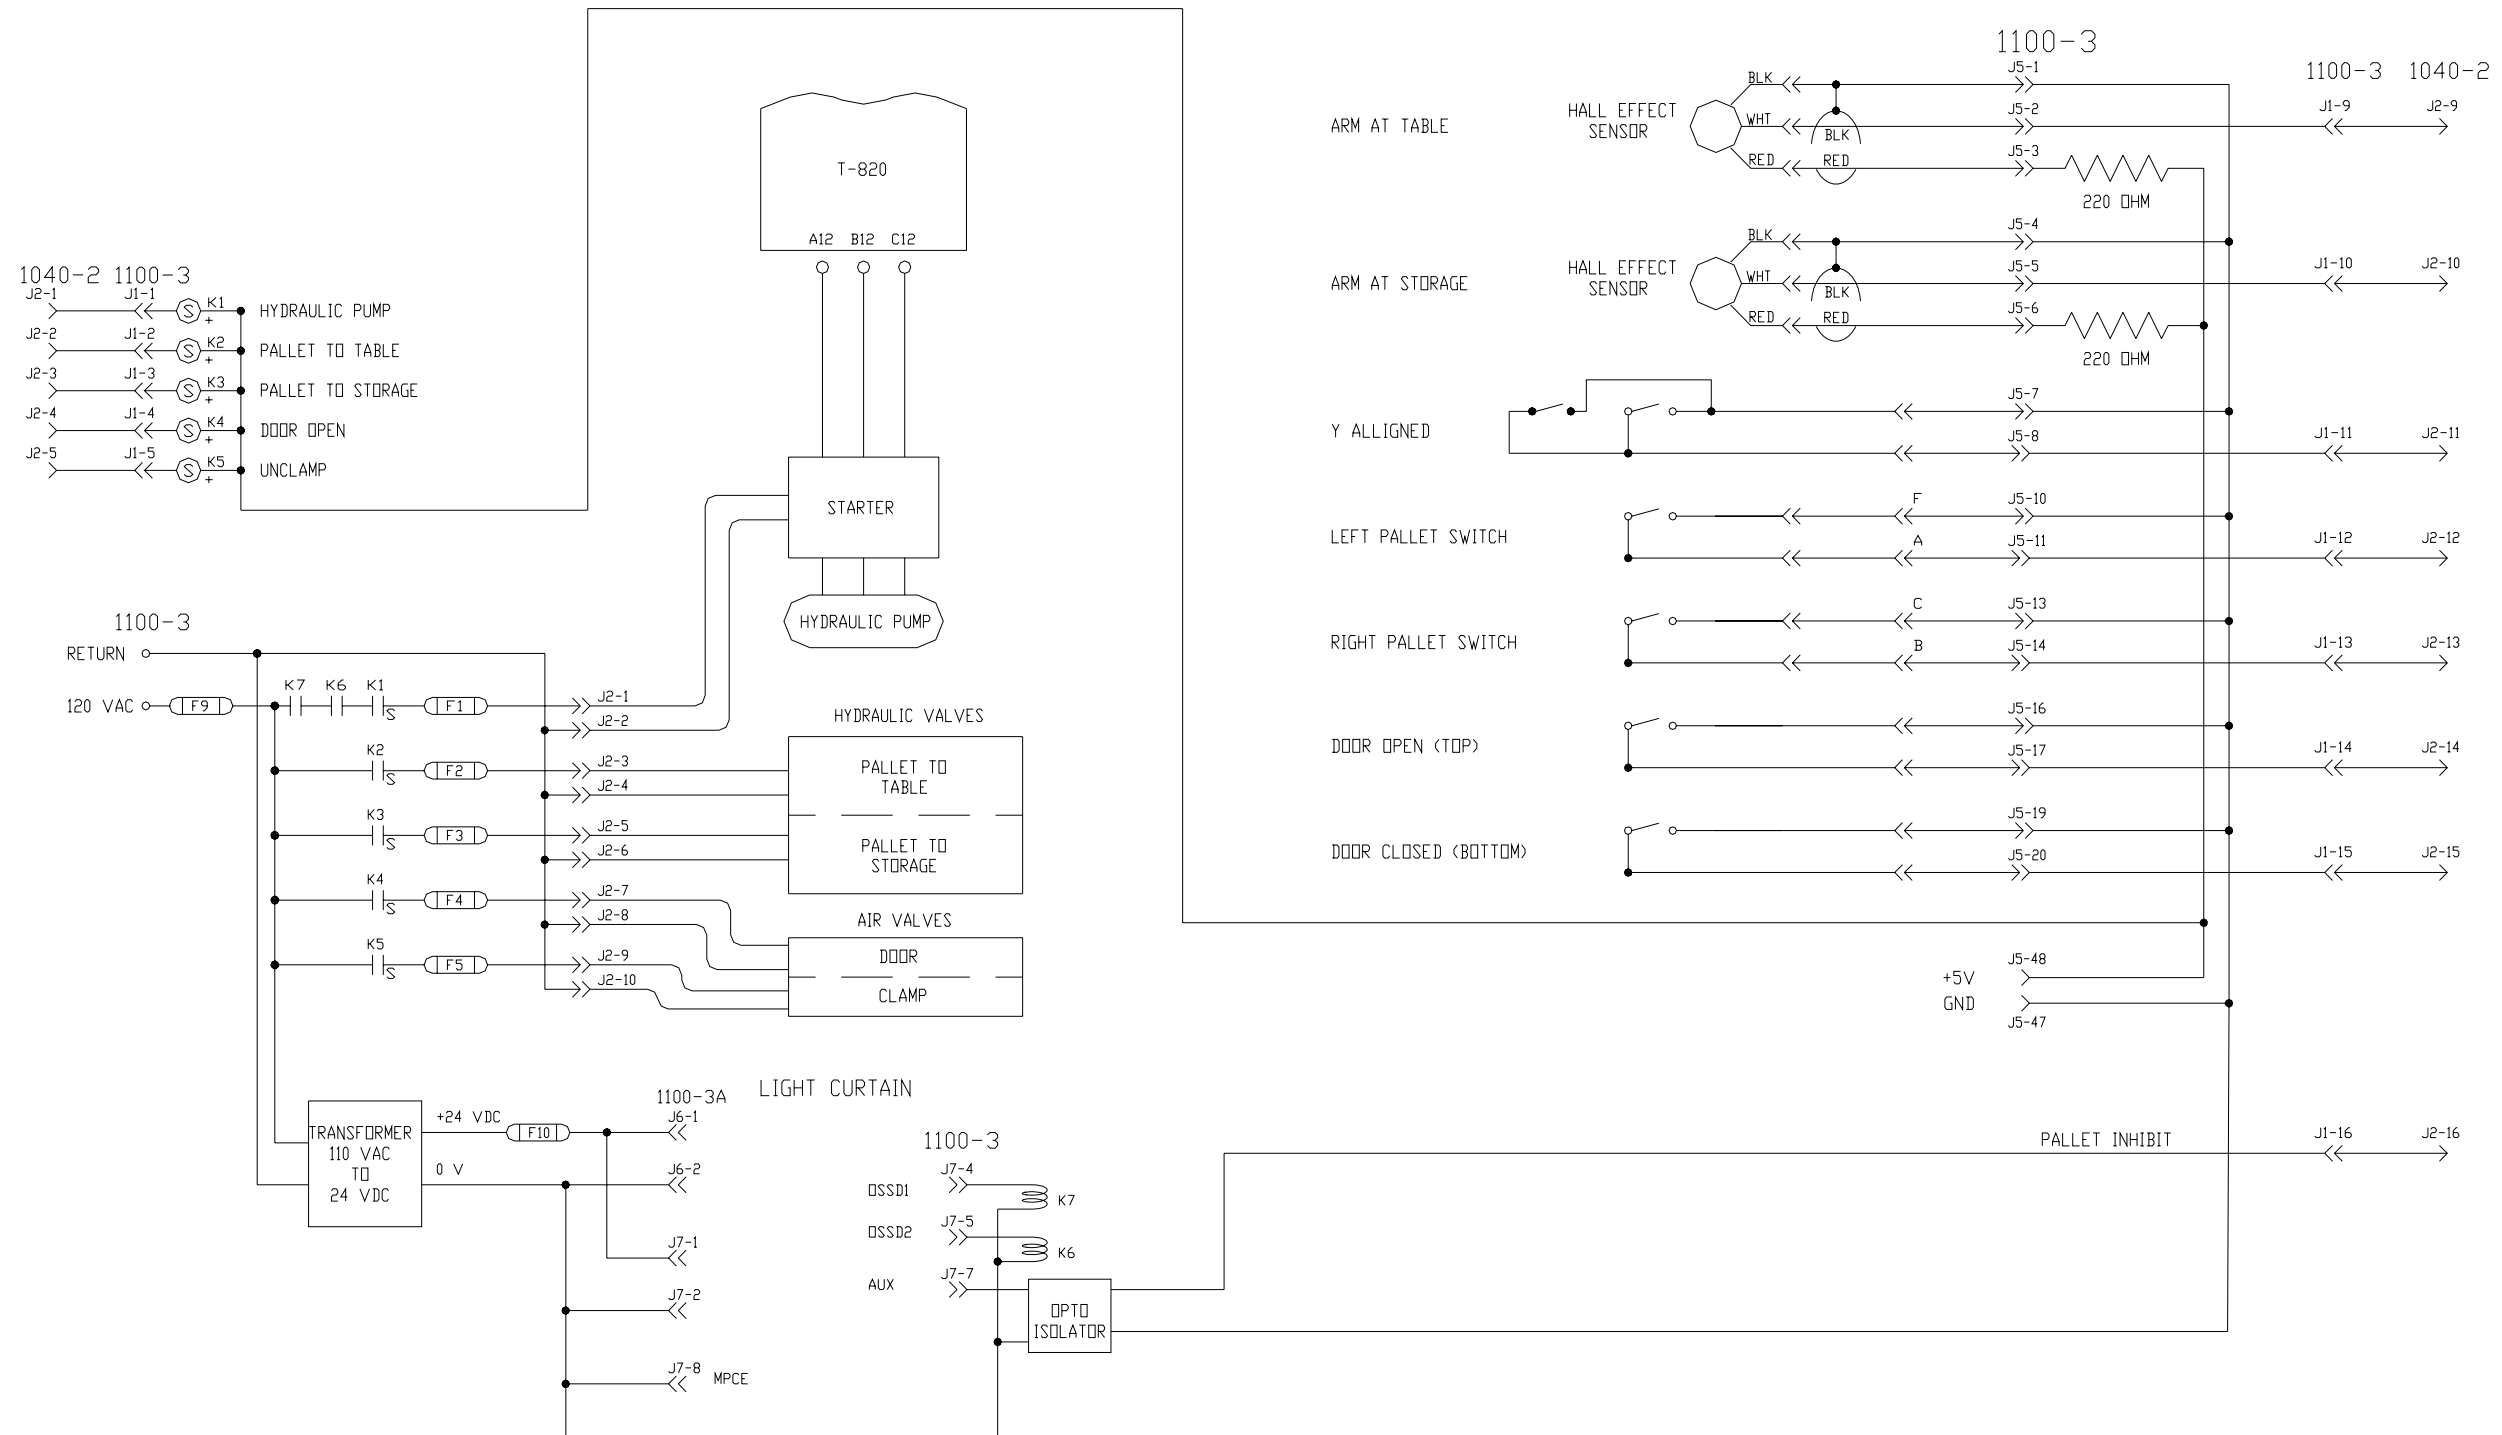 1040-2 1100-3
J2-1 J1-1 K1 + HYDRAULIC PUMP
J2-2 J1-2 K2 + PALLET TO TABLE
J2-3 J1-3 K3 + PALLET TO STORAGE
J2-4 J1-4 K4 + DOOR OPEN
J2-5 J1-5 K5 + UNCLAMP
S
S
S
S
S
T-820
A12 B12 C12
STARTER
HYDRAULIC PUMP
1100-3
RETURN
120 VAC F9 K7 K6 K1 S F1 J2-1
J2-2
K2 S F2 J2-3
J2-4
K3 S F3 J2-5
J2-6
K4 S F4 J2-7
J2-8
K5 S F5 J2-9
J2-10
HYDRAULIC VALVES
PALLET TO
TABLE
PALLET TO
STORAGE
AIR VALVES
DOOR
CLAMP
TRANSFORMER
110 VAC
TO
24 VDC
+24 VDC F10
0 V
1100-3A
J6-1
J6-2
J7-1
J7-2
J7-8 MPCE
LIGHT CURTAIN
1100-3
OSSD1 J7-4 K7
OSSD2 J7-5 K6
AUX J7-7
OPTO
ISOLATOR
1100-3
1100-3 1040-2
ARM AT TABLE
HALL EFFECT
SENSOR
BLK J5-1
WHT BLK J5-2 J1-9 J2-9
RED RED J5-3
220 OHM
ARM AT STORAGE
HALL EFFECT
SENSOR
BLK J5-4
WHT BLK J5-5 J1-10 J2-10
RED RED J5-6
220 OHM
Y ALLIGNED
J5-7
J5-8 J1-11 J2-11
LEFT PALLET SWITCH
F J5-10
A J5-11 J1-12 J2-12
RIGHT PALLET SWITCH
C J5-13
B J5-14 J1-13 J2-13
DOOR OPEN (TOP)
J5-16
J5-17 J1-14 J2-14
DOOR CLOSED (BOTTOM)
J5-19
J5-20 J1-15 J2-15
+5V J5-48
GND
J5-47
PALLET INHIBIT J1-16 J2-16